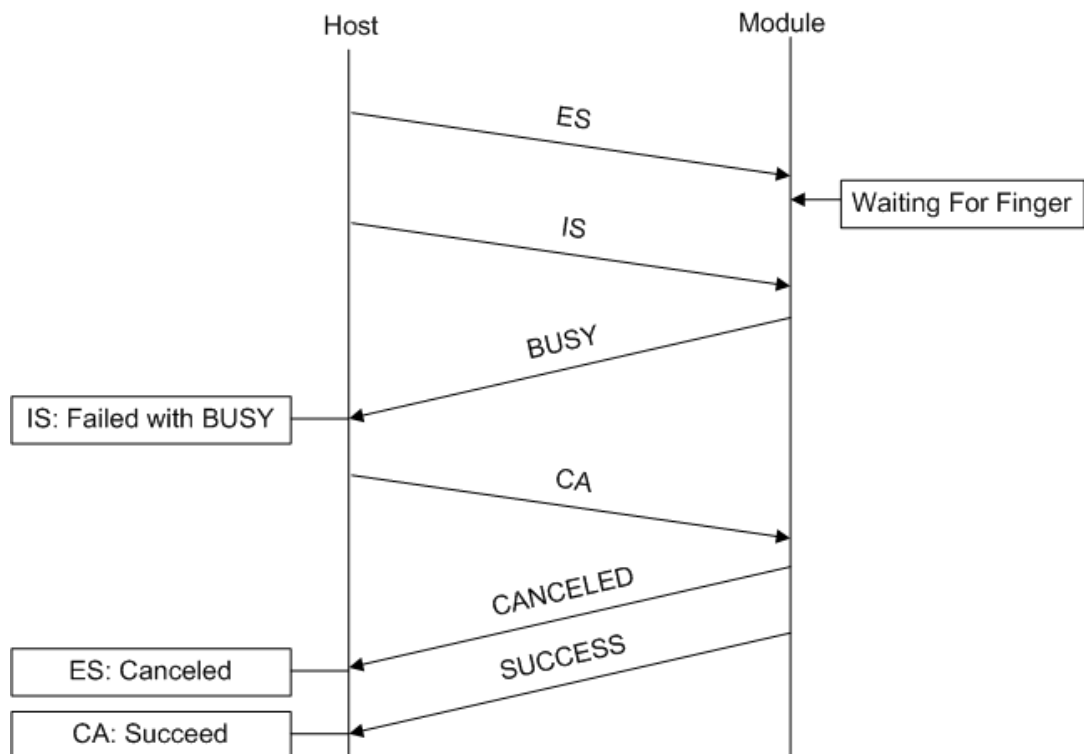 Host
Module
ES
Waiting For Finger
IS
BUSY
IS: Failed with BUSY
CA
CANCELED
ES: Canceled
SUCCESS
CA: Succeed